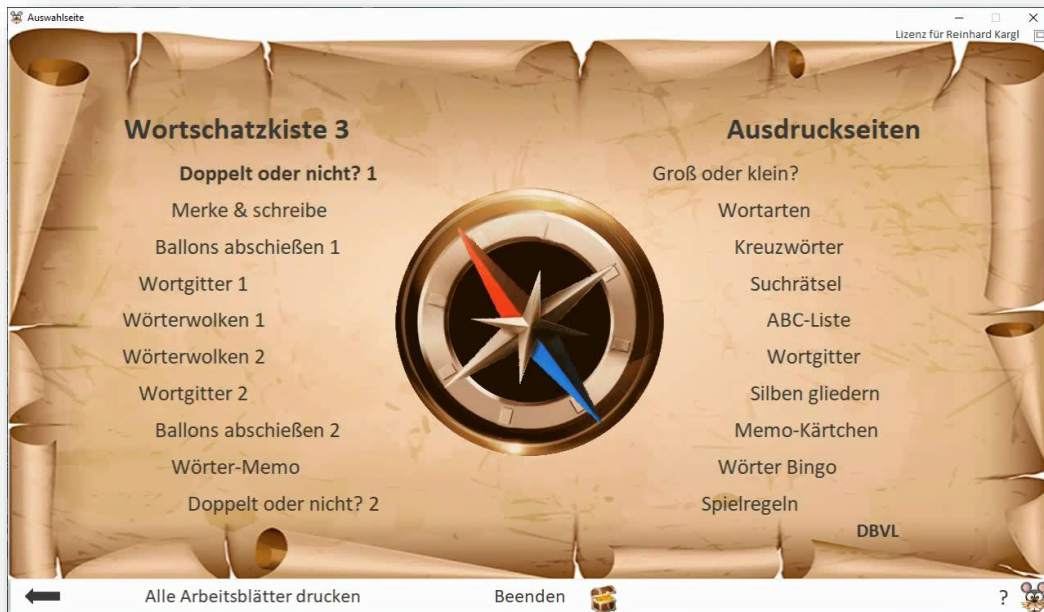 Auswahlseite
Lizenz für Reinhard Kargl
Wortschatzkiste 3
Doppelt oder nicht? 1
Merke & schreibe
Ballons abschießen 1
Wortgitter 1
Wörterwolken 1
Wörterwolken 2
Wortgitter 2
Ballons abschießen 2
Wörter-Memo
Doppelt oder nicht? 2
Ausdruckseiten
Groß oder klein?
Wortarten
Kreuzwörter
Suchrätsel
ABC-Liste
Wortgitter
Silben gliedern
Memo-Kärtchen
Wörter Bingo
Spielregeln
DBVL
Alle Arbeitsblätter drucken
Beenden
?